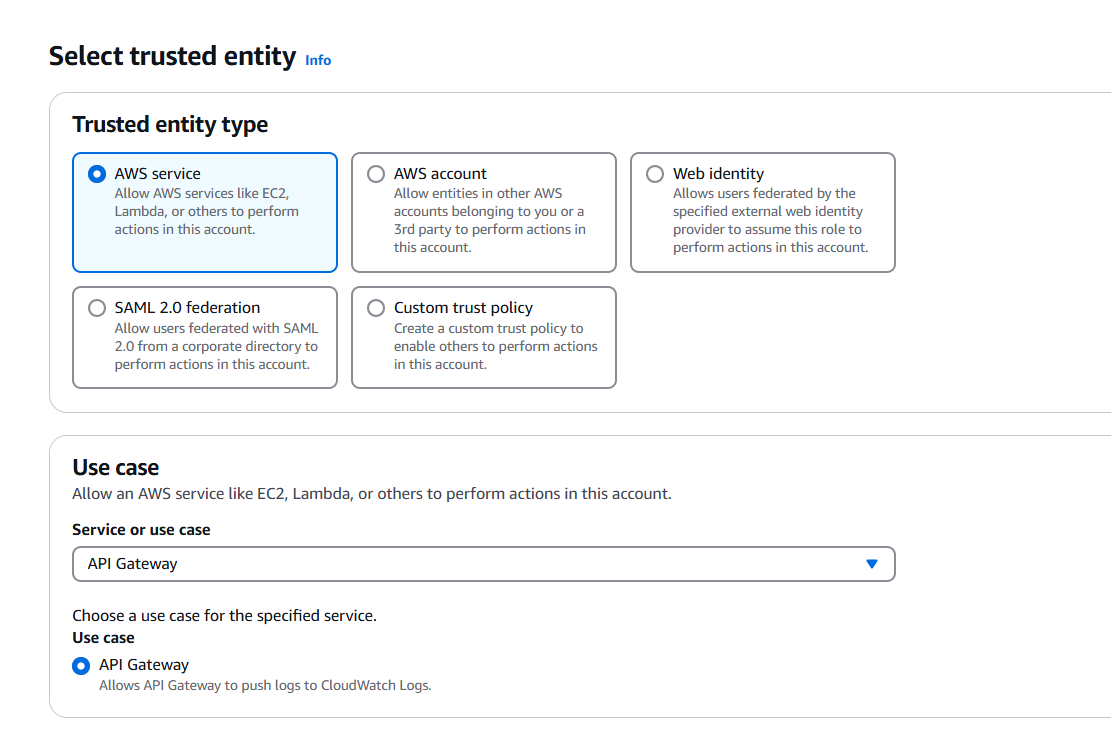 Select trusted entity Info
Trusted entity type
AWS service
Allow AWS services like EC2,
Lambda, or others to perform
actions in this account.
AWS account
Allow entities in other AWS
accounts belonging to you or a
3rd party to perform actions in
this account.
Web identity
Allows users federated by the
specified external web identity
provider to assume this role to
perform actions in this account.
SAML 2.0 federation
Allow users federated with SAML
2.0 from a corporate directory to
perform actions in this account.
Custom trust policy
Create a custom trust policy to
enable others to perform actions
in this account.
Use case
Allow an AWS service like EC2, Lambda, or others to perform actions in this account.
Service or use case
API Gateway
Choose a use case for the specified service.
Use case
API Gateway
Allows API Gateway to push logs to CloudWatch Logs.